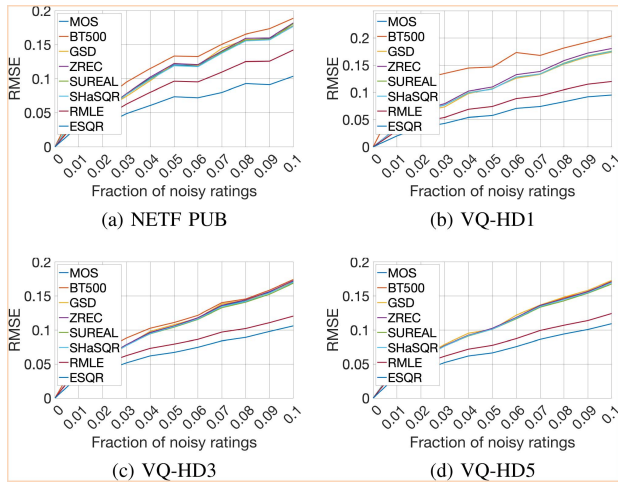 0.2
0.15
0.1
0.05
0
RMSE
MOS
BT500
GSD
ZREC
SUREAL
SHaSQR
RMLE
ESQR
0 0.01 0.02 0.03 0.04 0.05 0.06 0.07 0.08 0.09 0.1
Fraction of noisy ratings
(a) NETF PUB
0.2
0.15
0.1
0.05
0
RMSE
MOS
BT500
GSD
ZREC
SUREAL
SHaSQR
RMLE
ESQR
0 0.01 0.02 0.03 0.04 0.05 0.06 0.07 0.08 0.09 0.1
Fraction of noisy ratings
(b) VQ-HD1
0.2
0.15
0.1
0.05
0
RMSE
MOS
BT500
GSD
ZREC
SUREAL
SHaSQR
RMLE
ESQR
0 0.01 0.02 0.03 0.04 0.05 0.06 0.07 0.08 0.09 0.1
Fraction of noisy ratings
(c) VQ-HD3
0.2
0.15
0.1
0.05
0
RMSE
MOS
BT500
GSD
ZREC
SUREAL
SHaSQR
RMLE
ESQR
0 0.01 0.02 0.03 0.04 0.05 0.06 0.07 0.08 0.09 0.1
Fraction of noisy ratings
(d) VQ-HD5